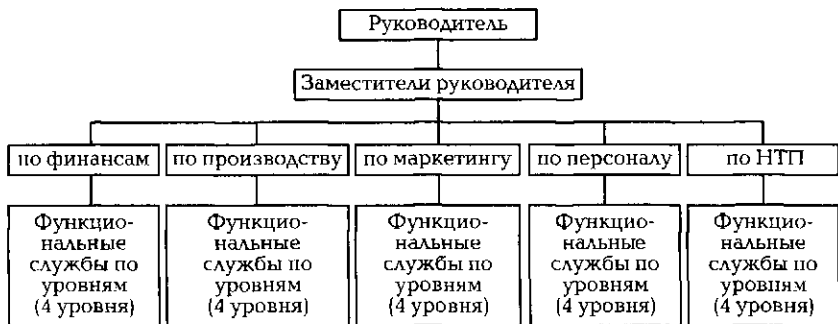 Руководитель
Заместители руководителя
по финансам
по производству
по маркетингу
по персоналу
по НТП
Функцио-
нальные
службы по
уровням
(4 уровня)
Функцио-
нальные
службы по
уровням
(4 уровня)
Функцио-
нальные
службы по
уровням
(4 уровня)
Функцио-
нальные
службы по
уровням
(4 уровня)
Функцио-
нальные
службы по
уровням
(4 уровня)